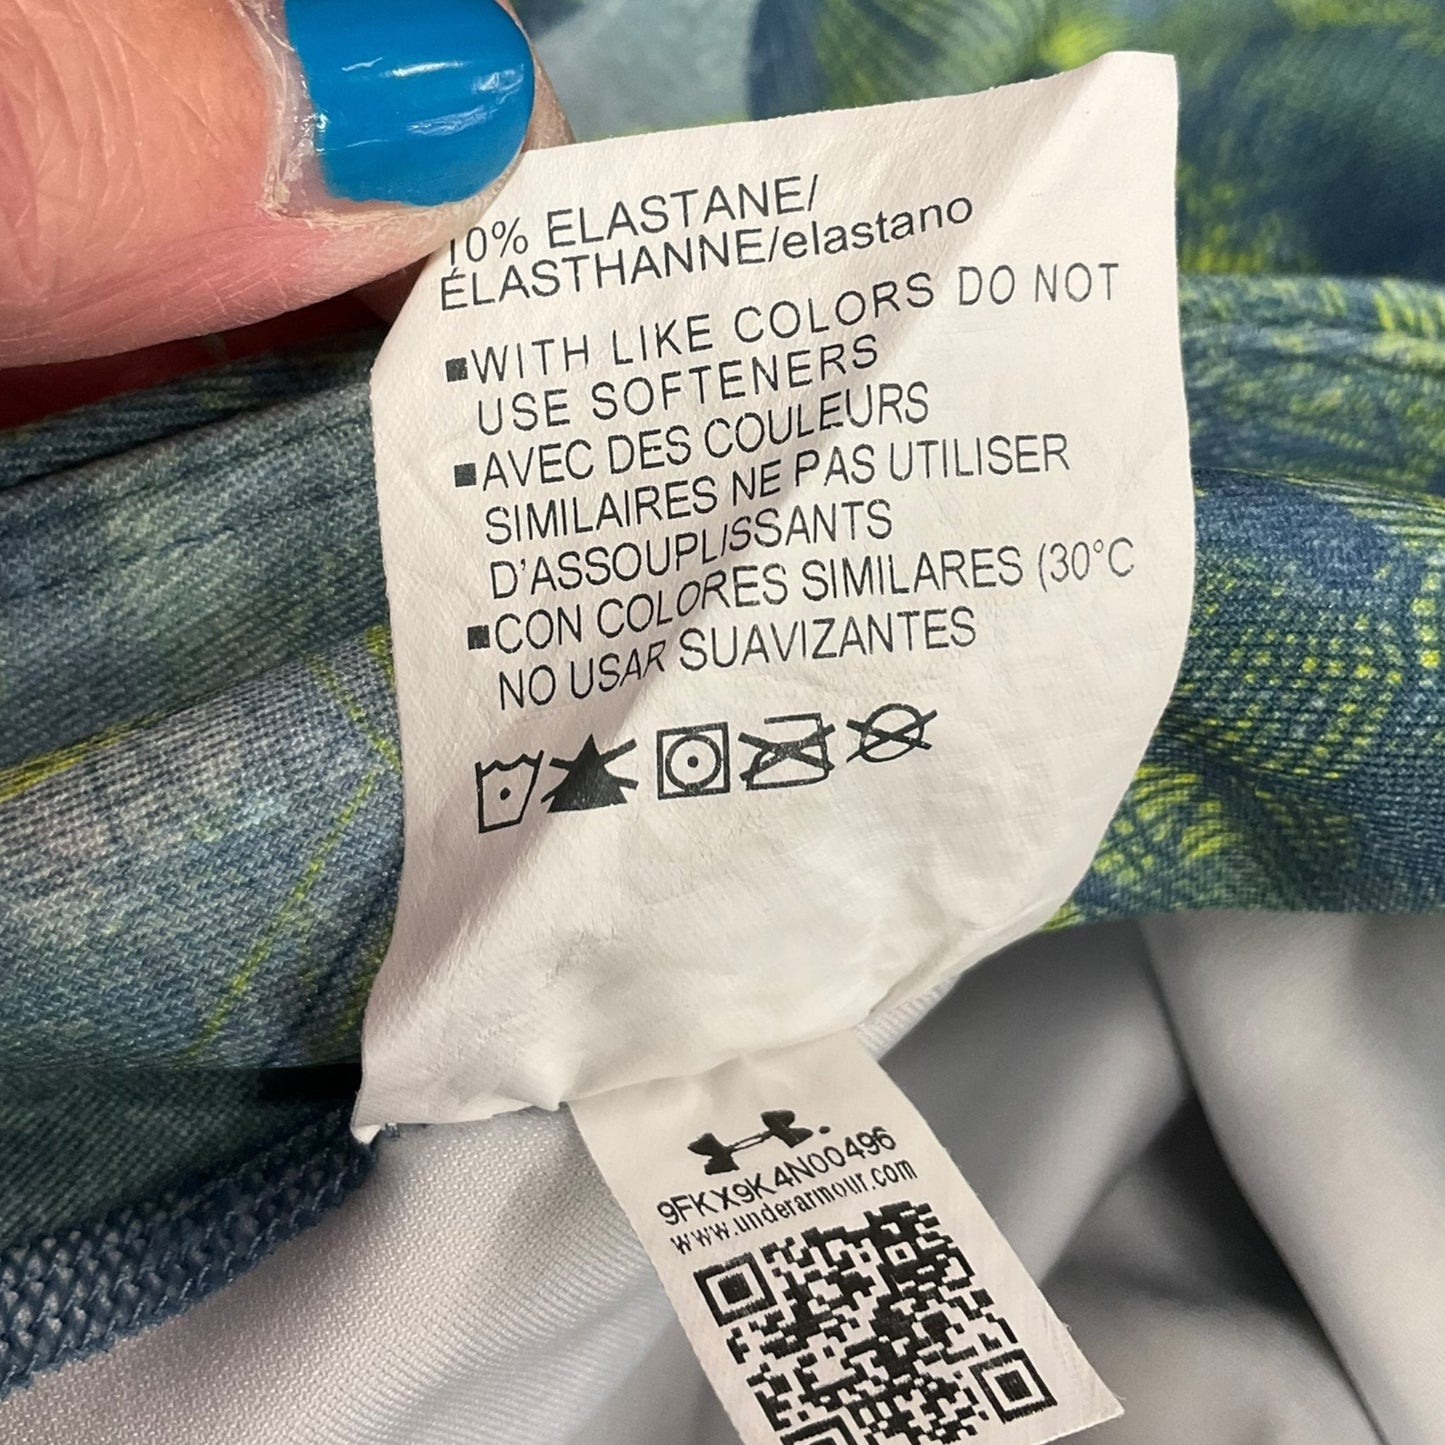 10% ELASTANE/
ÉLASTHANNE/elastano
■WITH LIKE COLORS DO NOT
USE SOFTENERS
■AVEC DES COULEURS
SIMILAIRES NE PAS UTILISER
D'ASSOUPLISSANTS
■CON COLORES SIMILARES (30°C
NO USAR SUAVIZANTES
9FKX9K4N00496
www.underarmour.com